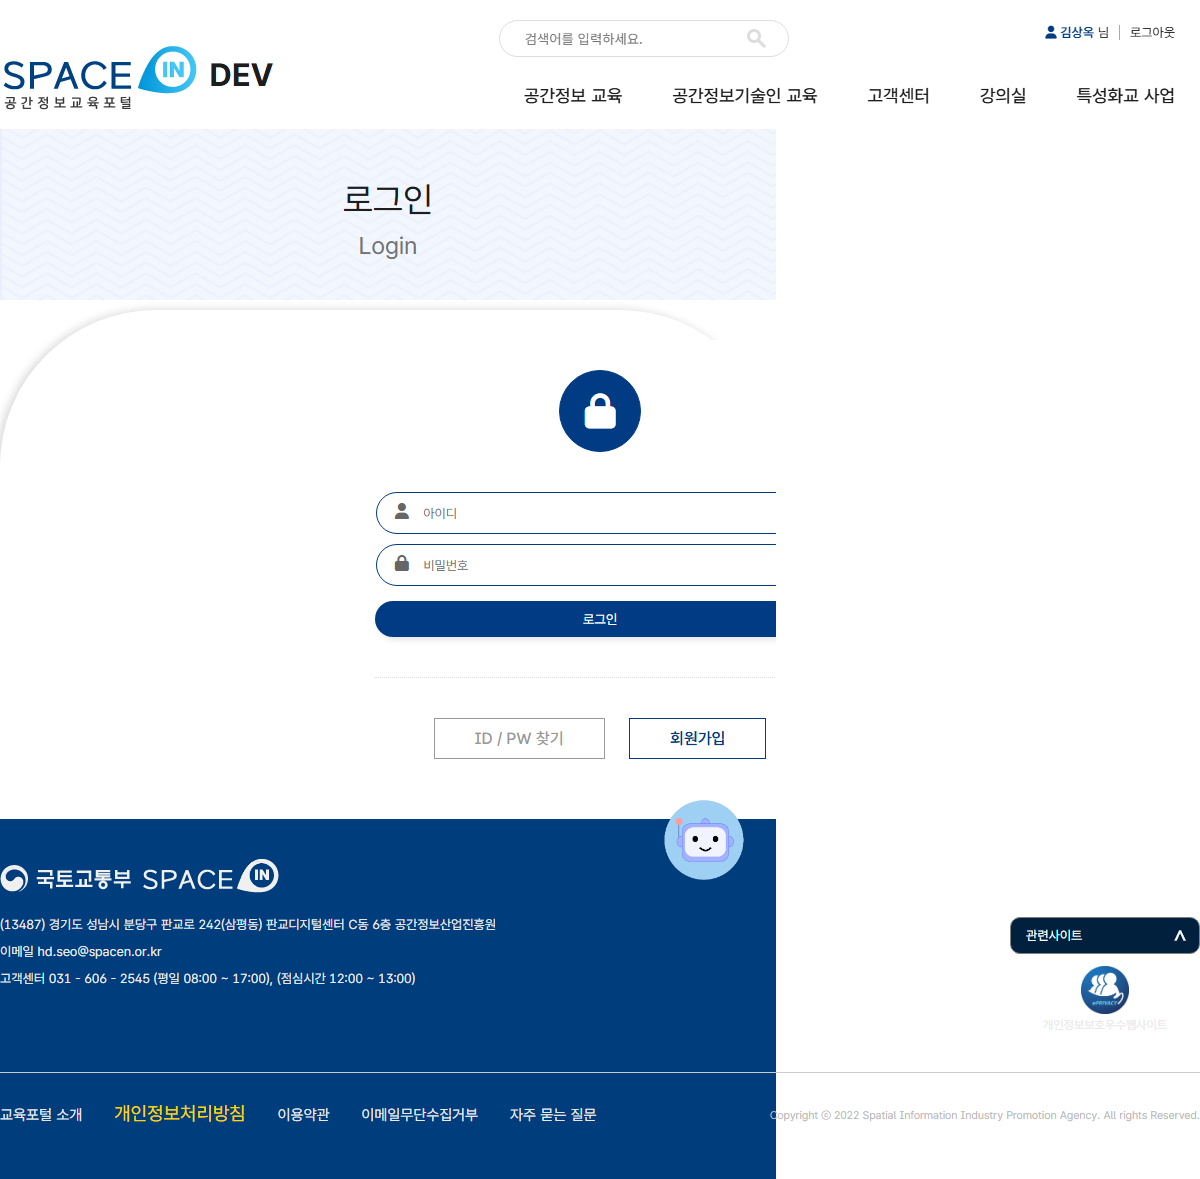 검색어를 입력하세요.
김상옥 님
로그아웃
SPACE IN DEV
공간정보교육포털
공간정보 교육
공간정보기술인 교육
고객센터
강의실
특성화교 사업
로그인
Login
아이디
비밀번호
로그인
ID / PW 찾기
회원가입
국토교통부 SPACE IN
(13487) 경기도 성남시 분당구 판교로 242(삼평동) 판교디지털센터 C동 6층 공간정보산업진흥원
이메일 hd.seo@spacen.or.kr
고객센터 031 - 606 - 2545 (평일 08:00 ~ 17:00), (점심시간 12:00 ~ 13:00)
관련사이트
ePRIVACY
개인정보보호우수웹사이트
교육포털 소개
개인정보처리방침
이용약관
이메일무단수집거부
자주 묻는 질문
Copyright ⓒ 2022 Spatial Information Industry Promotion Agency. All rights Reserved.